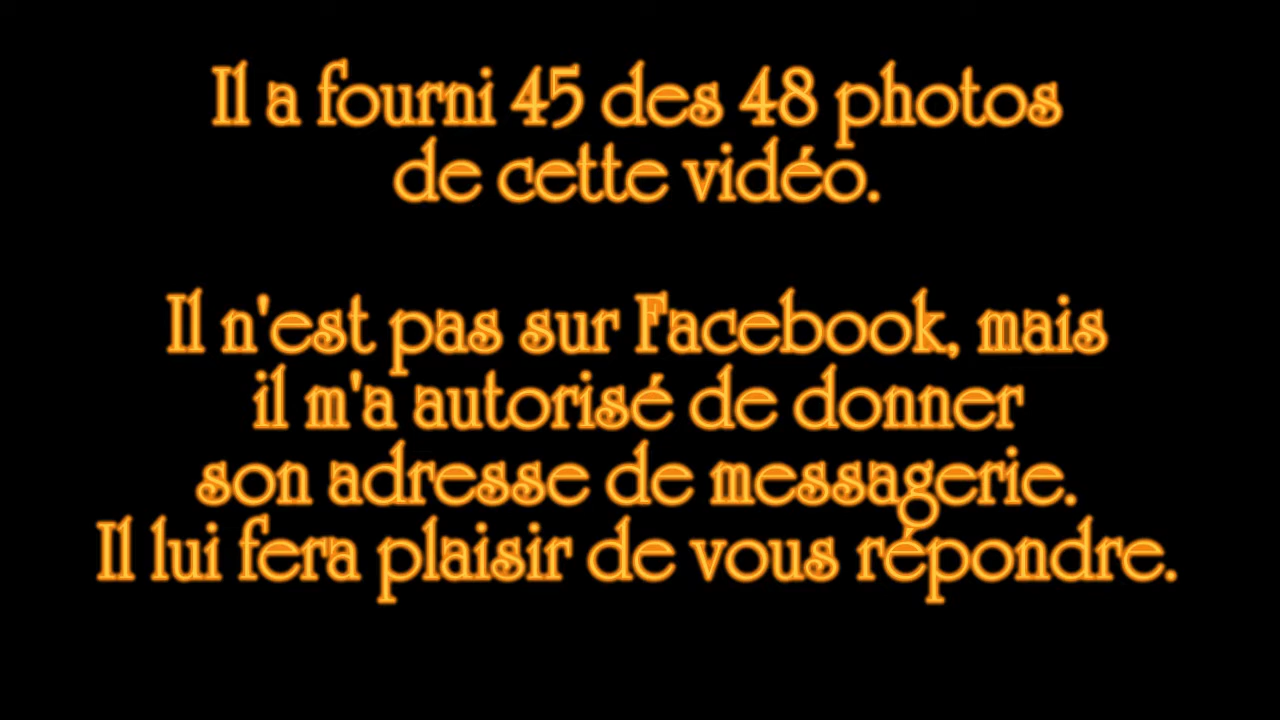 Il a fourni 45 des 48 photos
de cette vidéo.
Il n'est pas sur Facebook, mais
il m'a autorisé de donner
son adresse de messagerie.
Il lui fera plaisir de vous répondre.